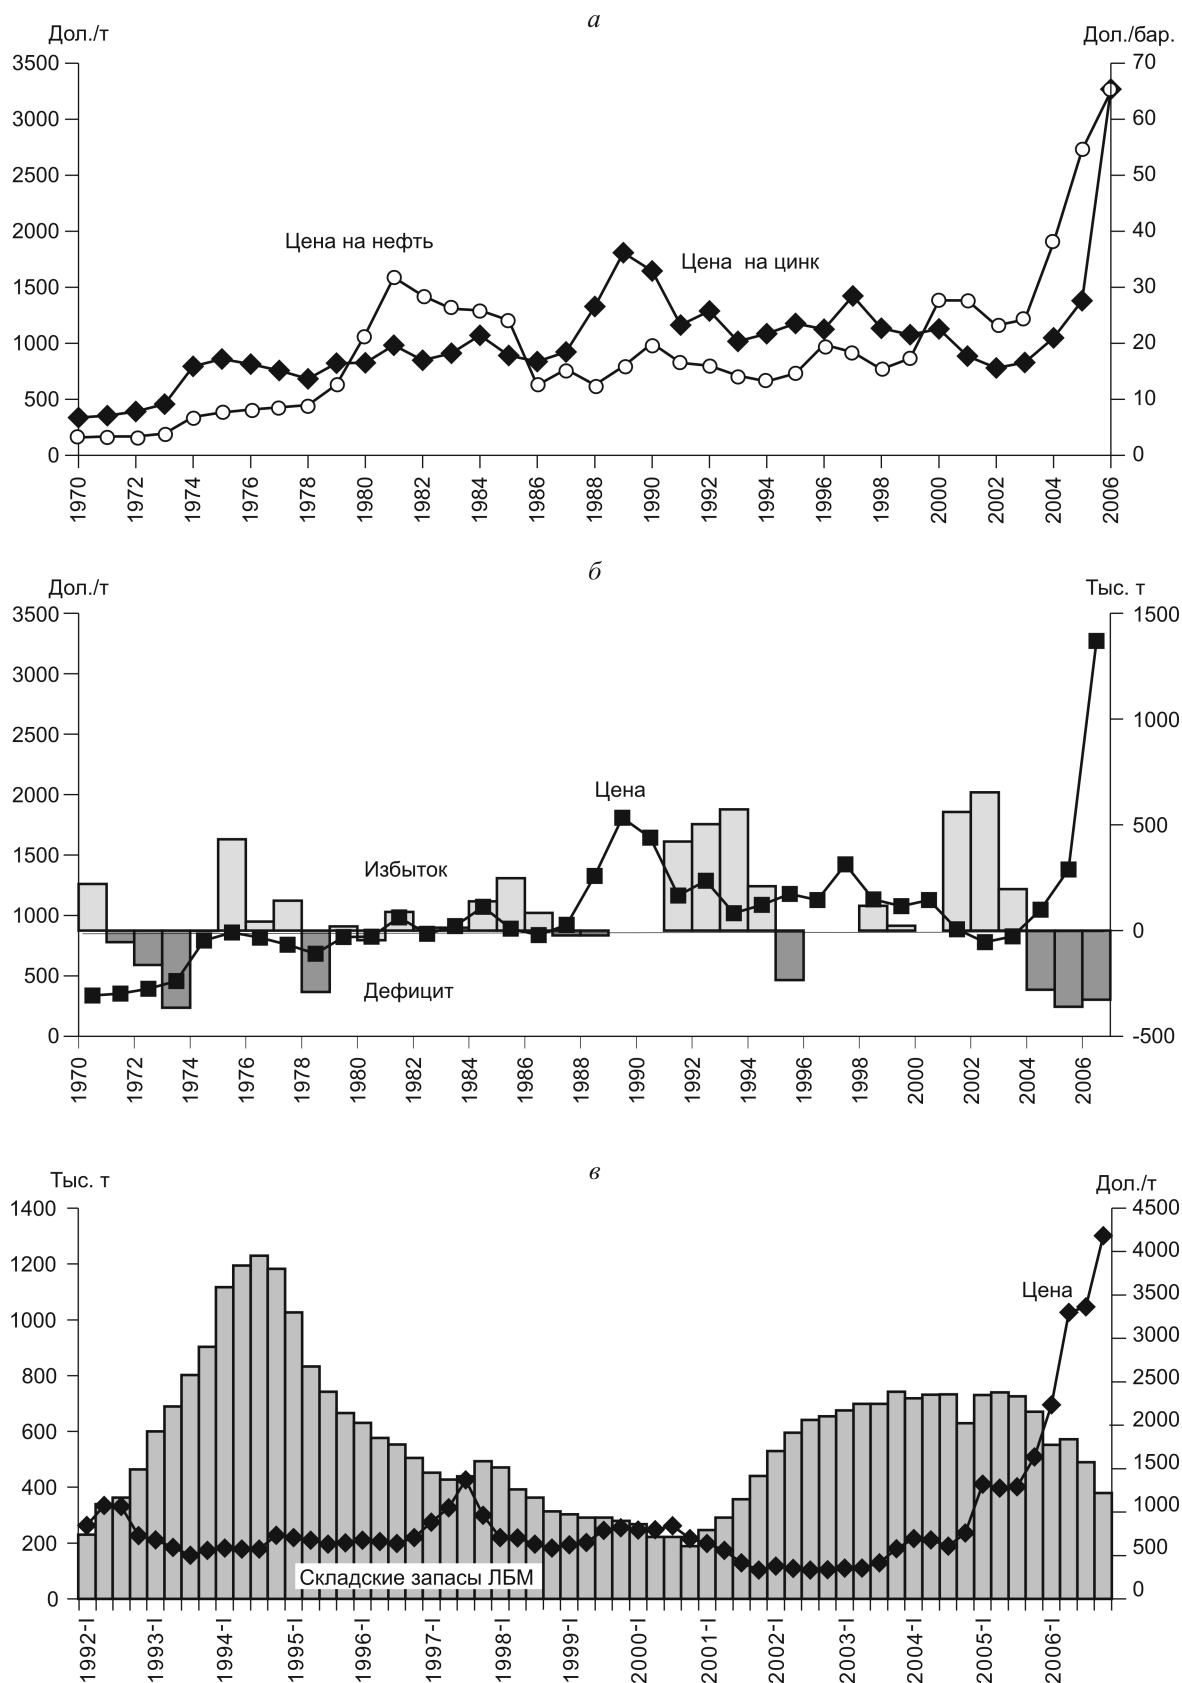 а
Дол./т
Дол./бар.
3500
3000
2500
2000
1500
1000
500
0
70
60
50
40
30
20
10
0
Цена на нефть
Цена на цинк
1970
1972
1974
1976
1978
1980
1982
1984
1986
1988
1990
1992
1994
1996
1998
2000
2002
2004
2006
б
Дол./т
Тыс. т
3500
3000
2500
2000
1500
1000
500
0
1500
1000
500
0
-500
Цена
Избыток
Дефицит
1970
1972
1974
1976
1978
1980
1982
1984
1986
1988
1990
1992
1994
1996
1998
2000
2002
2004
2006
в
Тыс. т
Дол./т
1400
1200
1000
800
600
400
200
0
4500
4000
3500
3000
2500
2000
1500
1000
500
0
Цена
Складские запасы ЛБМ
1992-I
1993-I
1994-I
1995-I
1996-I
1997-I
1998-I
1999-I
2000-I
2001-I
2002-I
2003-I
2004-I
2005-I
2006-I